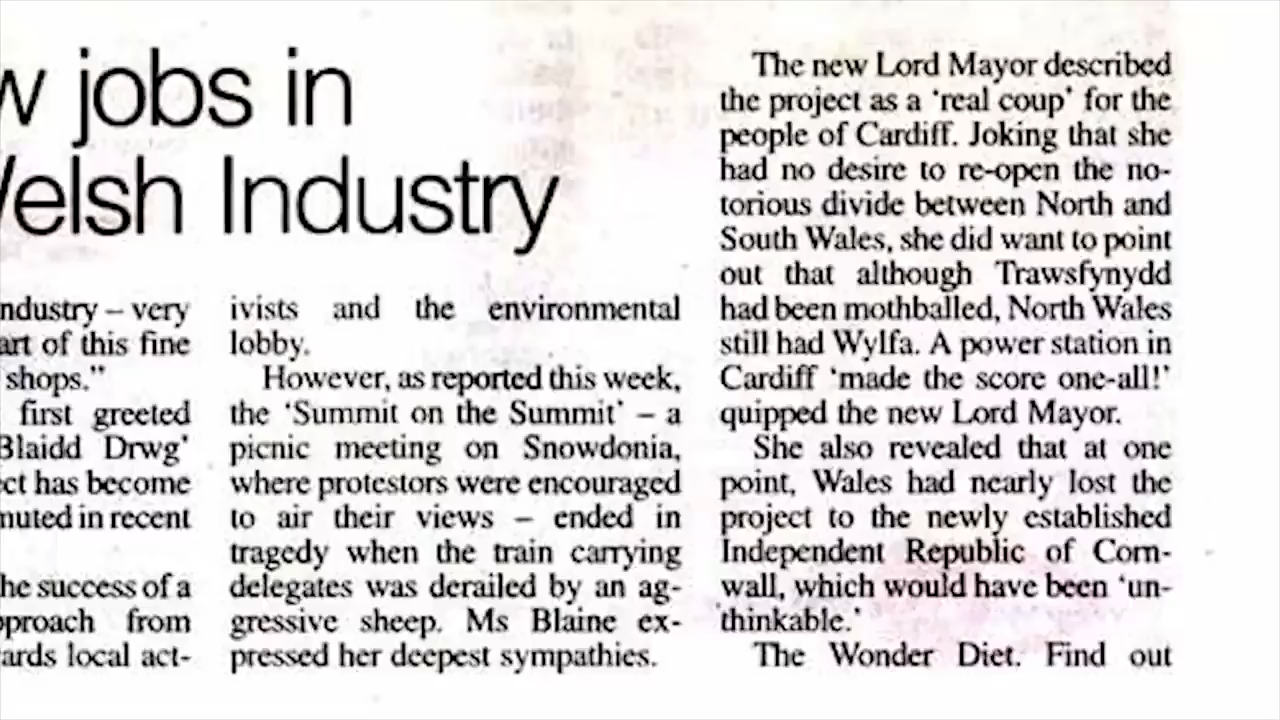 w jobs in
Welsh Industry
ndustry – very
art of this fine
shops.”
first greeted
Blaidd Drwg’
ect has become
muted in recent
he success of a
pproach from
ards local act-
ivists and the environmental
lobby.
However, as reported this week,
the ‘Summit on the Summit’ – a
picnic meeting on Snowdonia,
where protestors were encouraged
to air their views – ended in
tragedy when the train carrying
delegates was derailed by an ag-
gressive sheep. Ms Blaine ex-
pressed her deepest sympathies.
The new Lord Mayor described
the project as a ‘real coup’ for the
people of Cardiff. Joking that she
had no desire to re-open the no-
torious divide between North and
South Wales, she did want to point
out that although Trawsfynydd
had been mothballed, North Wales
still had Wylfa. A power station in
Cardiff ‘made the score one-all!’
quipped the new Lord Mayor.
She also revealed that at one
point, Wales had nearly lost the
project to the newly established
Independent Republic of Corn-
wall, which would have been ‘un-
thinkable.’
The Wonder Diet. Find out